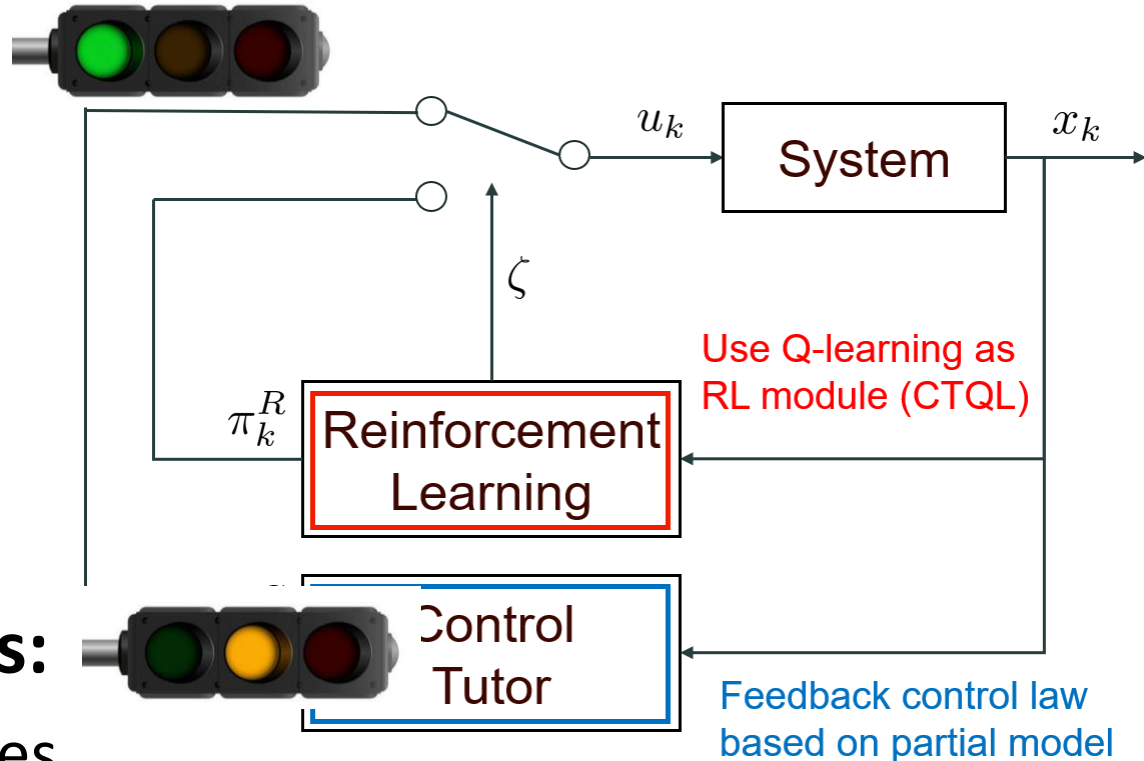 u_k
x_k
System
ζ
Use Q-learning as
RL module (CTQL)
π_k^R
Reinforcement
Learning
Control
Tutor
s:
Feedback control law
based on partial model
es